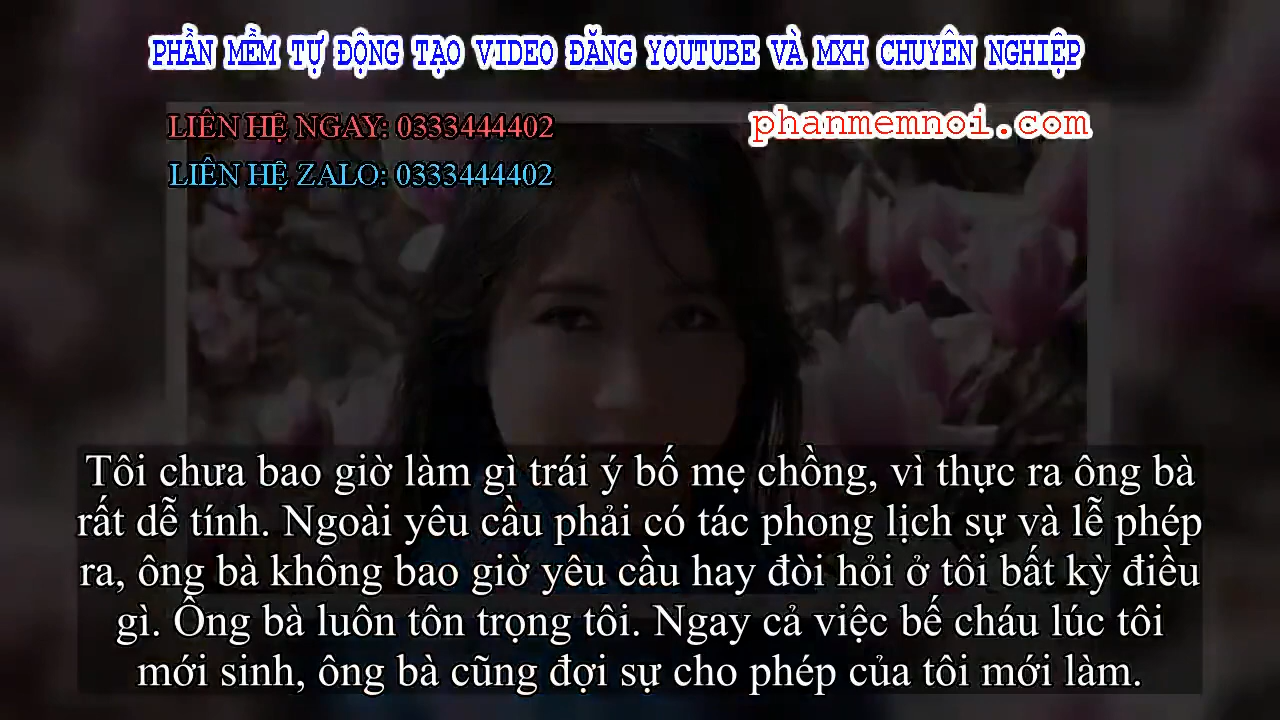 PHẦN MỀM TỰ ĐỘNG TẠO VIDEO ĐĂNG YOUTUBE VÀ MXH CHUYÊN NGHIỆP
LIÊN HỆ NGAY: 0333444402
phanmemnoi.com
LIÊN HỆ ZALO: 0333444402
Tôi chưa bao giờ làm gì trái ý bố mẹ chồng, vì thực ra ông bà
rất dễ tính. Ngoài yêu cầu phải có tác phong lịch sự và lễ phép
ra, ông bà không bao giờ yêu cầu hay đòi hỏi ở tôi bất kỳ điều
gì. Ông bà luôn tôn trọng tôi. Ngay cả việc bế cháu lúc tôi
mới sinh, ông bà cũng đợi sự cho phép của tôi mới làm.